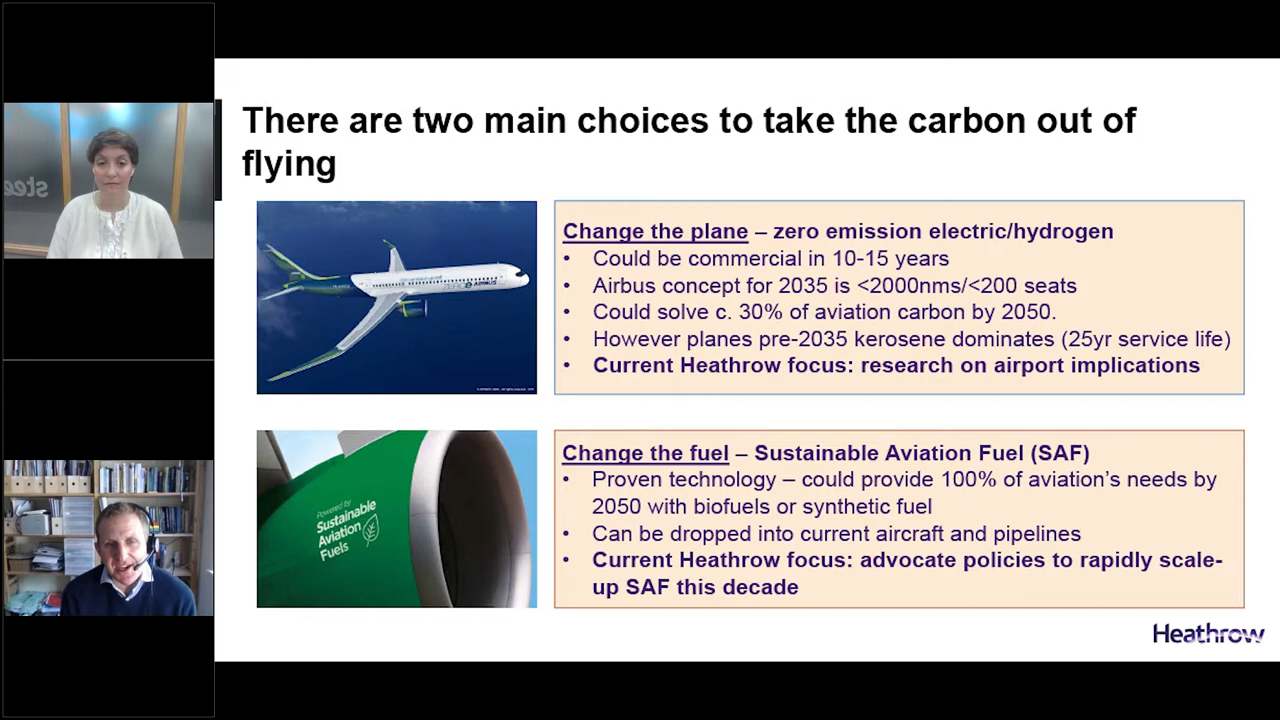 There are two main choices to take the carbon out of
flying
stee
ZEROe AIRBUS
Change the plane – zero emission electric/hydrogen
• Could be commercial in 10-15 years
• Airbus concept for 2035 is <2000nms/<200 seats
• Could solve c. 30% of aviation carbon by 2050.
• However planes pre-2035 kerosene dominates (25yr service life)
• Current Heathrow focus: research on airport implications
Powered by
Sustainable
Aviation
Fuels
Change the fuel – Sustainable Aviation Fuel (SAF)
• Proven technology – could provide 100% of aviation's needs by
2050 with biofuels or synthetic fuel
• Can be dropped into current aircraft and pipelines
• Current Heathrow focus: advocate policies to rapidly scale-
up SAF this decade
Heathrow